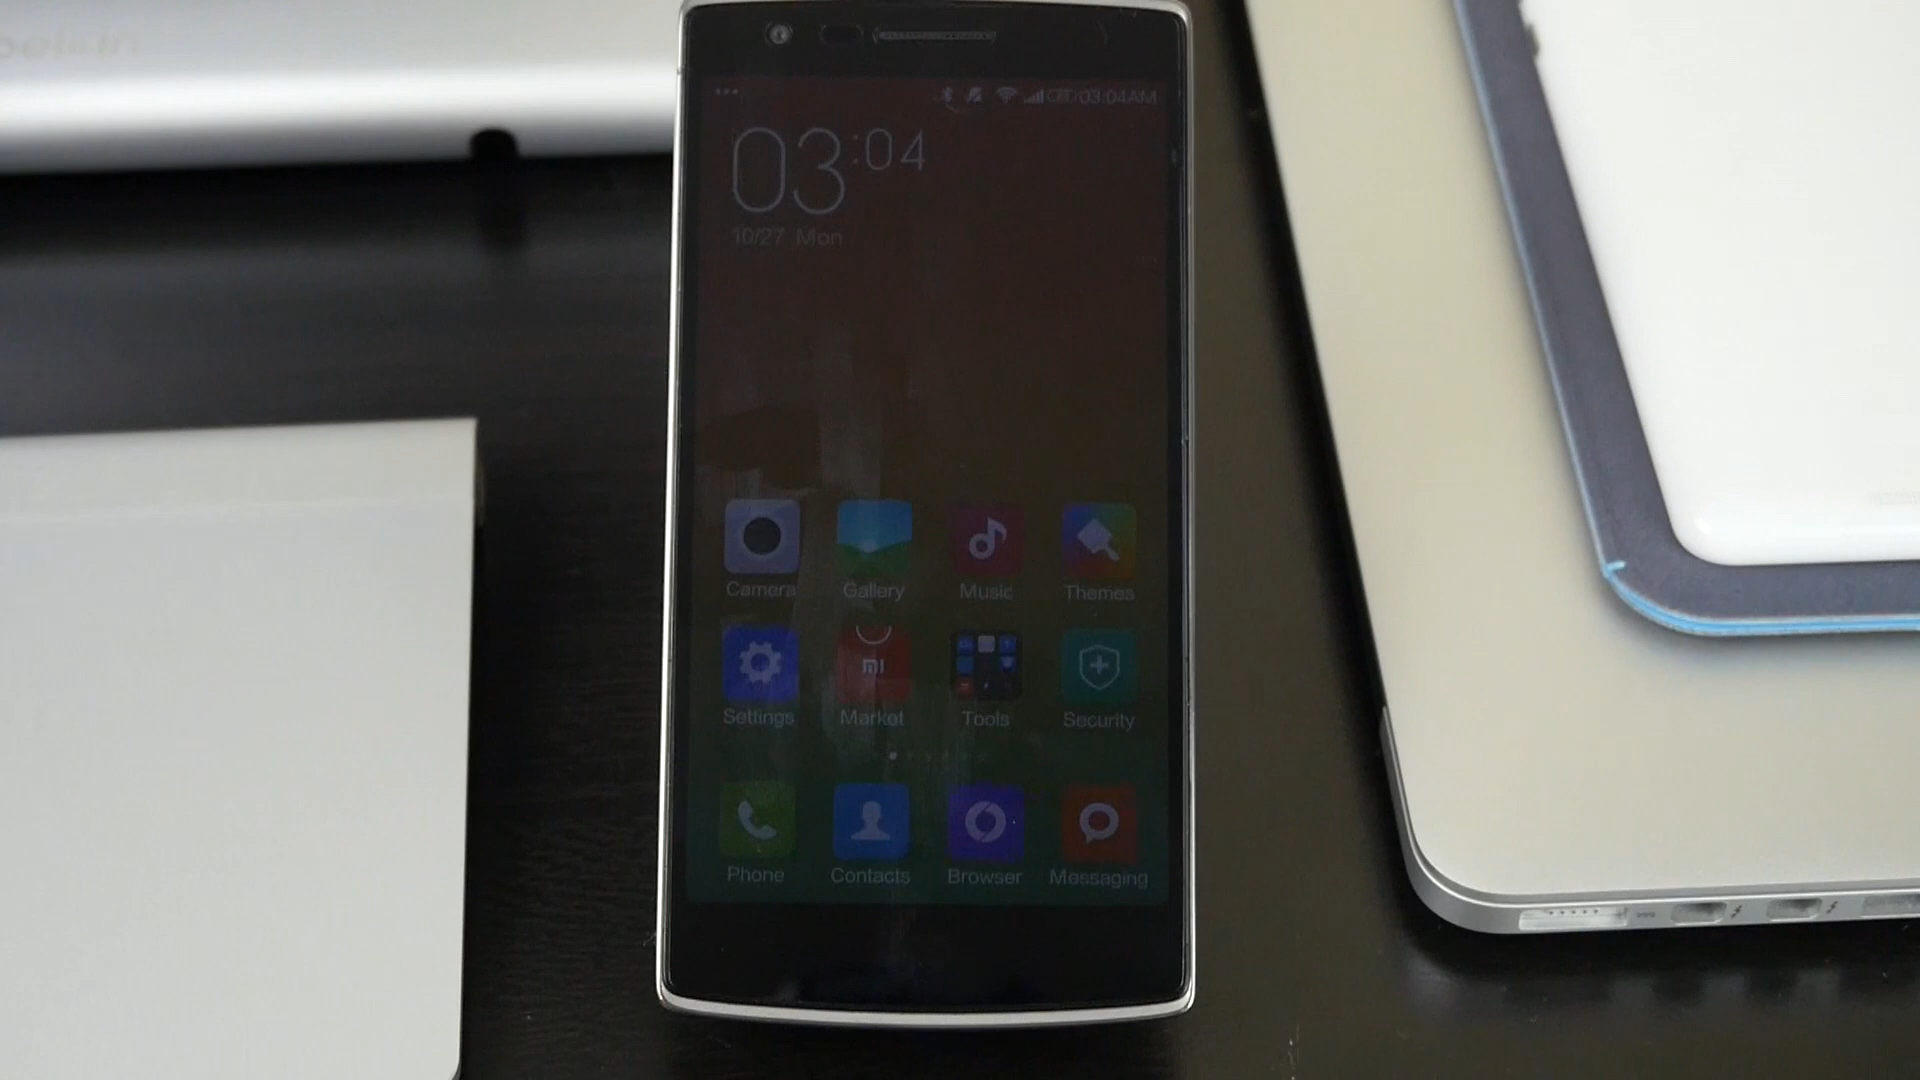 belkin
03:04AM
03:04
10/27 Mon
Camera Gallery Music Themes
mi
Settings Market Tools Security
Phone Contacts Browser Messaging